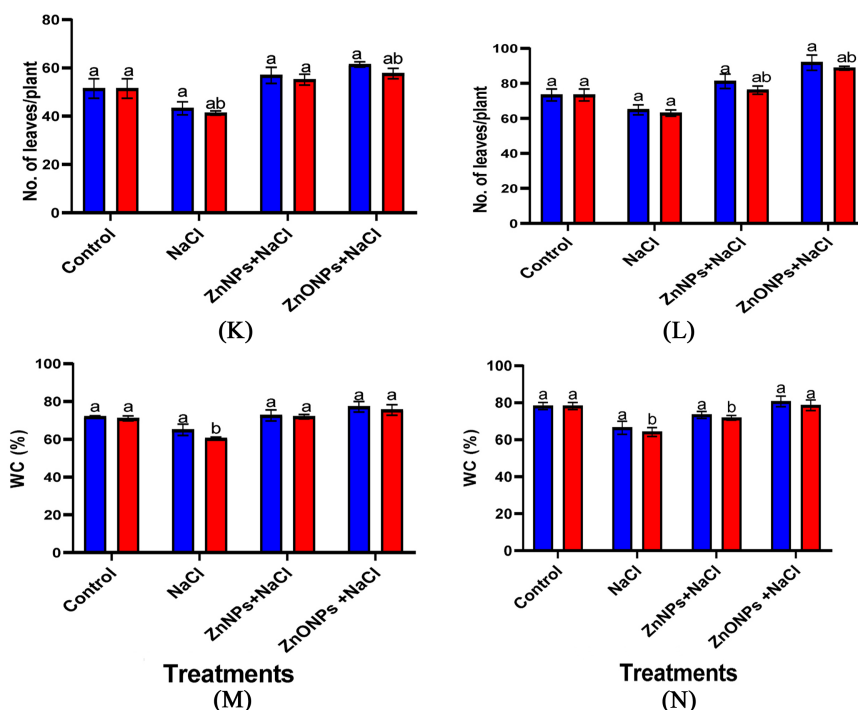 80
60
40
20
0
No. of leaves/plant
a a a ab a a a ab
Control NaCl ZnNPs+NaCl ZnONPs+NaCl
(K)
100
80
60
40
20
0
No. of leaves/plant
a a a a a ab a ab
Control NaCl ZnNPs+NaCl ZnONPs+NaCl
(L)
100
80
60
40
20
0
WC (%)
a a a b a a a a
Control NaCl ZnNPs+NaCl ZnONPs +NaCl
Treatments
(M)
100
80
60
40
20
0
WC (%)
a a a b a b a a
Control NaCl ZnNPs+NaCl ZnONPs +NaCl
Treatments
(N)